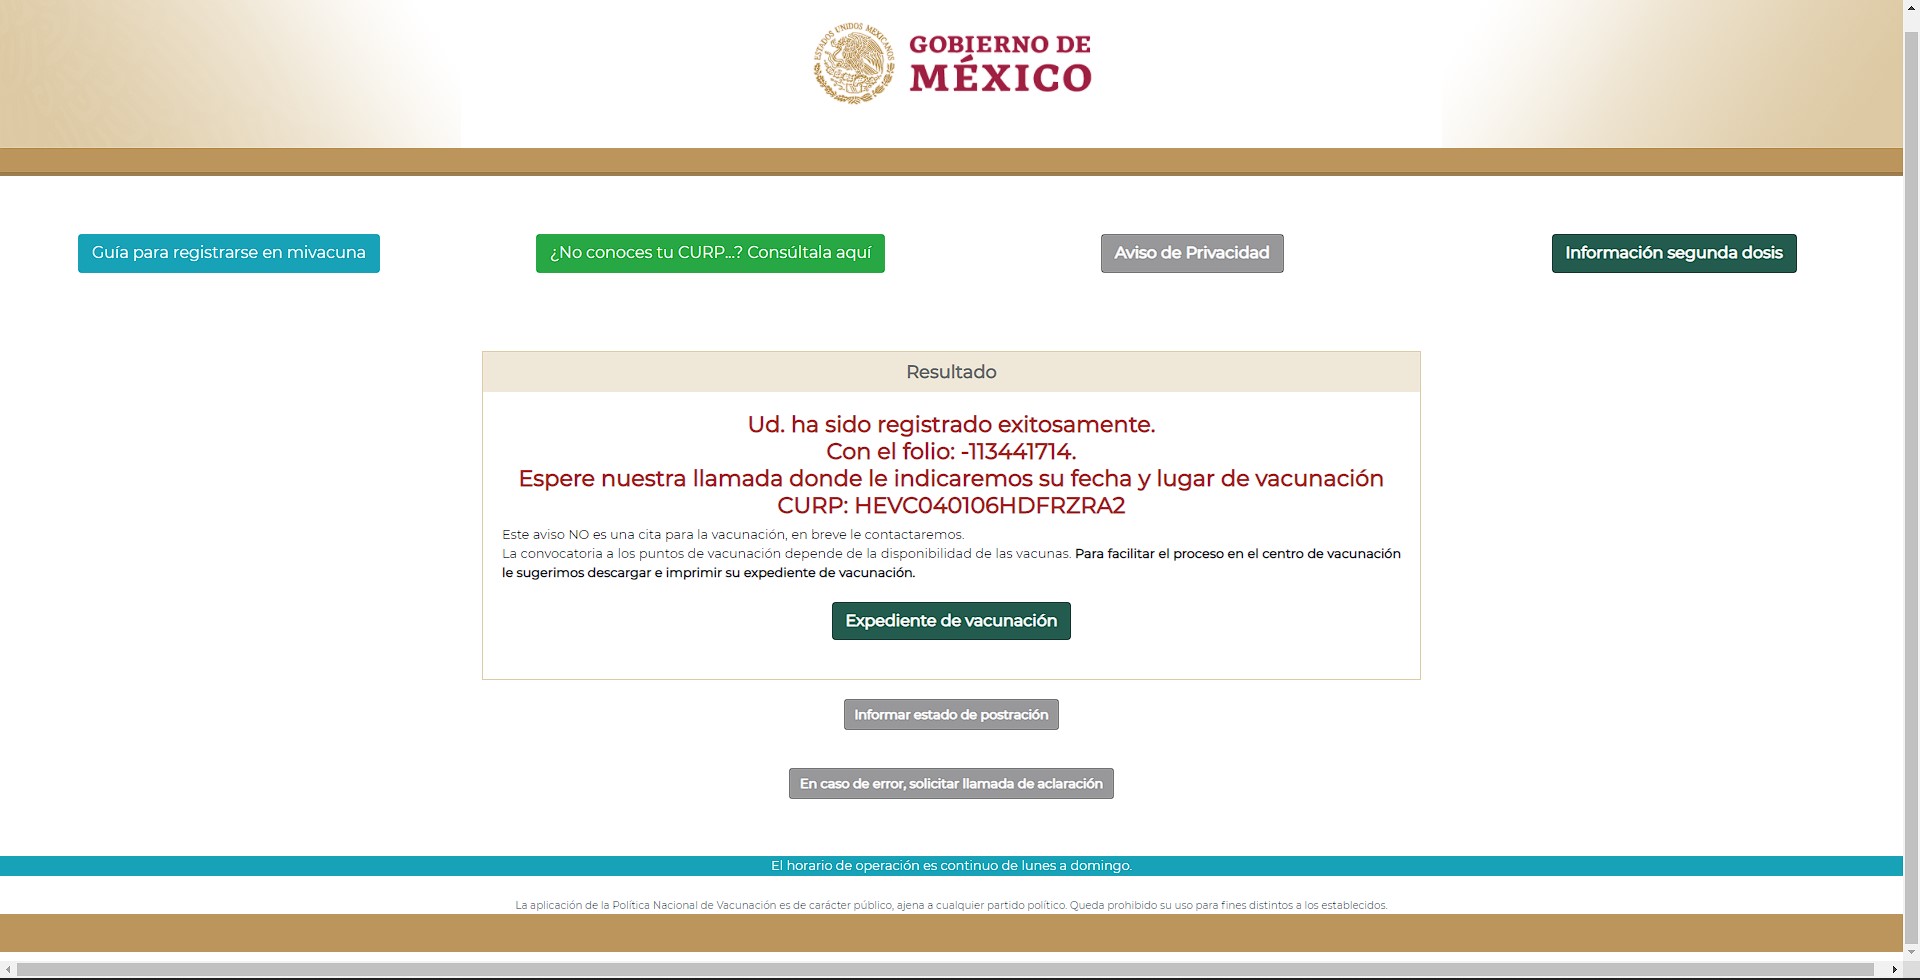 ESTADOS UNIDOS MEXICANOS
GOBIERNO DE
MÉXICO
Guía para registrarse en mivacuna
¿No conoces tu CURP...? Consúltala aquí
Aviso de Privacidad
Información segunda dosis
Resultado
Ud. ha sido registrado exitosamente.
Con el folio: -113441714.
Espere nuestra llamada donde le indicaremos su fecha y lugar de vacunación
CURP: HEVC040106HDFRZRA2
Este aviso NO es una cita para la vacunación, en breve le contactaremos.
La convocatoria a los puntos de vacunación depende de la disponibilidad de las vacunas. Para facilitar el proceso en el centro de vacunación
le sugerimos descargar e imprimir su expediente de vacunación.
Expediente de vacunación
Informar estado de postración
En caso de error, solicitar llamada de aclaración
El horario de operación es continuo de lunes a domingo.
La aplicación de la Política Nacional de Vacunación es de carácter público, ajena a cualquier partido político. Queda prohibido su uso para fines distintos a los establecidos.